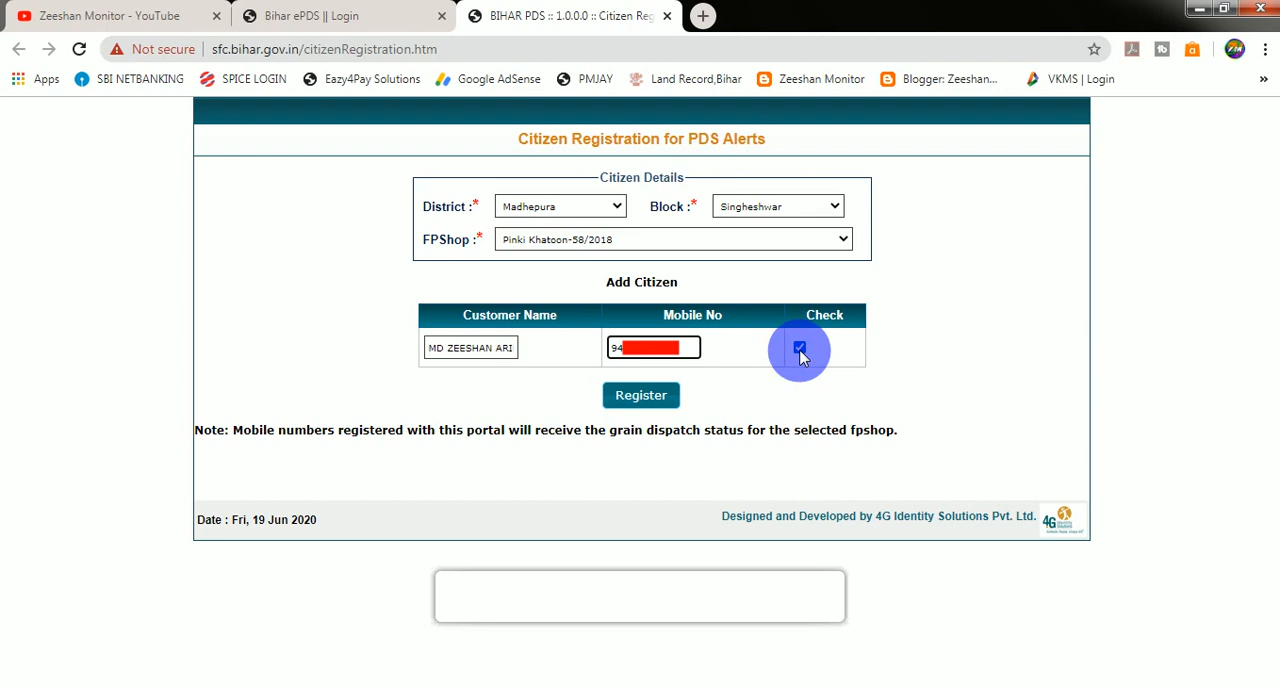 Zeeshan Monitor - YouTube
Bihar ePDS || Login
BIHAR PDS :: 1.0.0.0 :: Citizen Reg
Not secure
sfc.bihar.gov.in/citizenRegistration.htm
Apps
SBI NETBANKING
SPICE LOGIN
Eazy4Pay Solutions
Google AdSense
PMJAY
Land Record,Bihar
Zeeshan Monitor
Blogger: Zeeshan...
VKMS | Login
»
Citizen Registration for PDS Alerts
Citizen Details
District :* Madhepura Block :* Singheshwar
FPShop :* Pinki Khatoon-58/2018
Add Citizen
Customer Name Mobile No Check
MD ZEESHAN ARI 94
Register
Note: Mobile numbers registered with this portal will receive the grain dispatch status for the selected fpshop.
Date : Fri, 19 Jun 2020
Designed and Developed by 4G Identity Solutions Pvt. Ltd.
4G